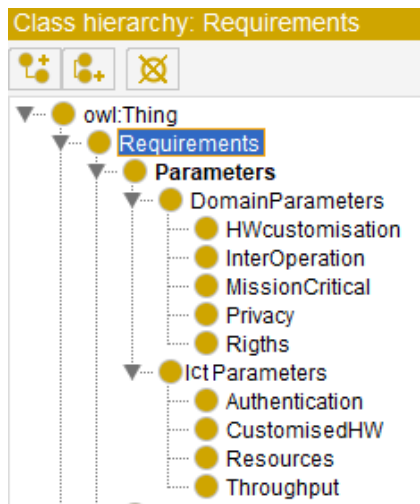 Class hierarchy: Requirements
owl:Thing
Requirements
Parameters
DomainParameters
HWcustomisation
InterOperation
MissionCritical
Privacy
Rigths
IctParameters
Authentication
CustomisedHW
Resources
Throughput